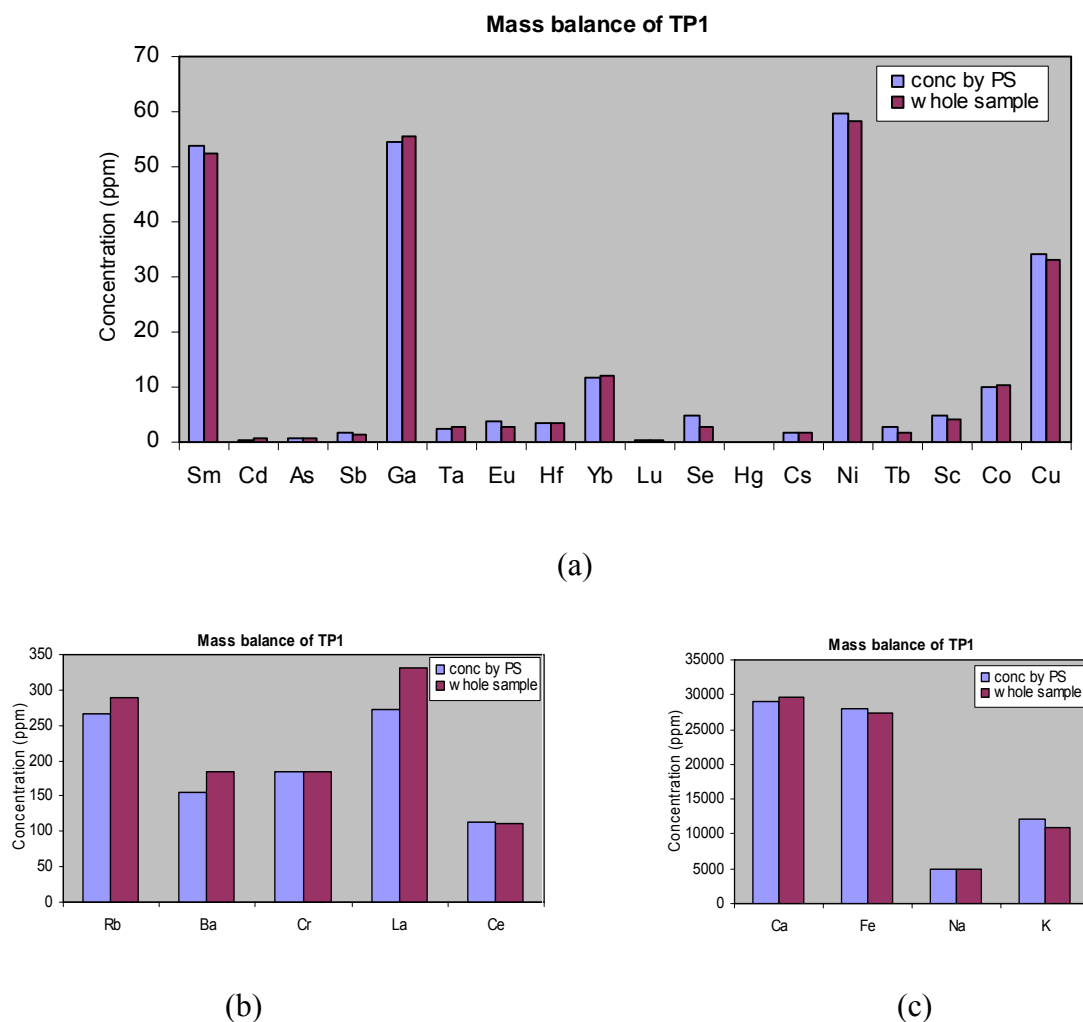 Mass balance of TP1
70
60
50
40
30
20
10
0
Concentration (ppm)
conc by PS
w hole sample
Sm Cd As Sb Ga Ta Eu Hf Yb Lu Se Hg Cs Ni Tb Sc Co Cu
(a)
Mass balance of TP1
350
300
250
200
150
100
50
0
Concentration (ppm)
conc by PS
w hole sample
Rb Ba Cr La Ce
(b)
Mass balance of TP1
35000
30000
25000
20000
15000
10000
5000
0
Concentration (ppm)
conc by PS
w hole sample
Ca Fe Na K
(c)